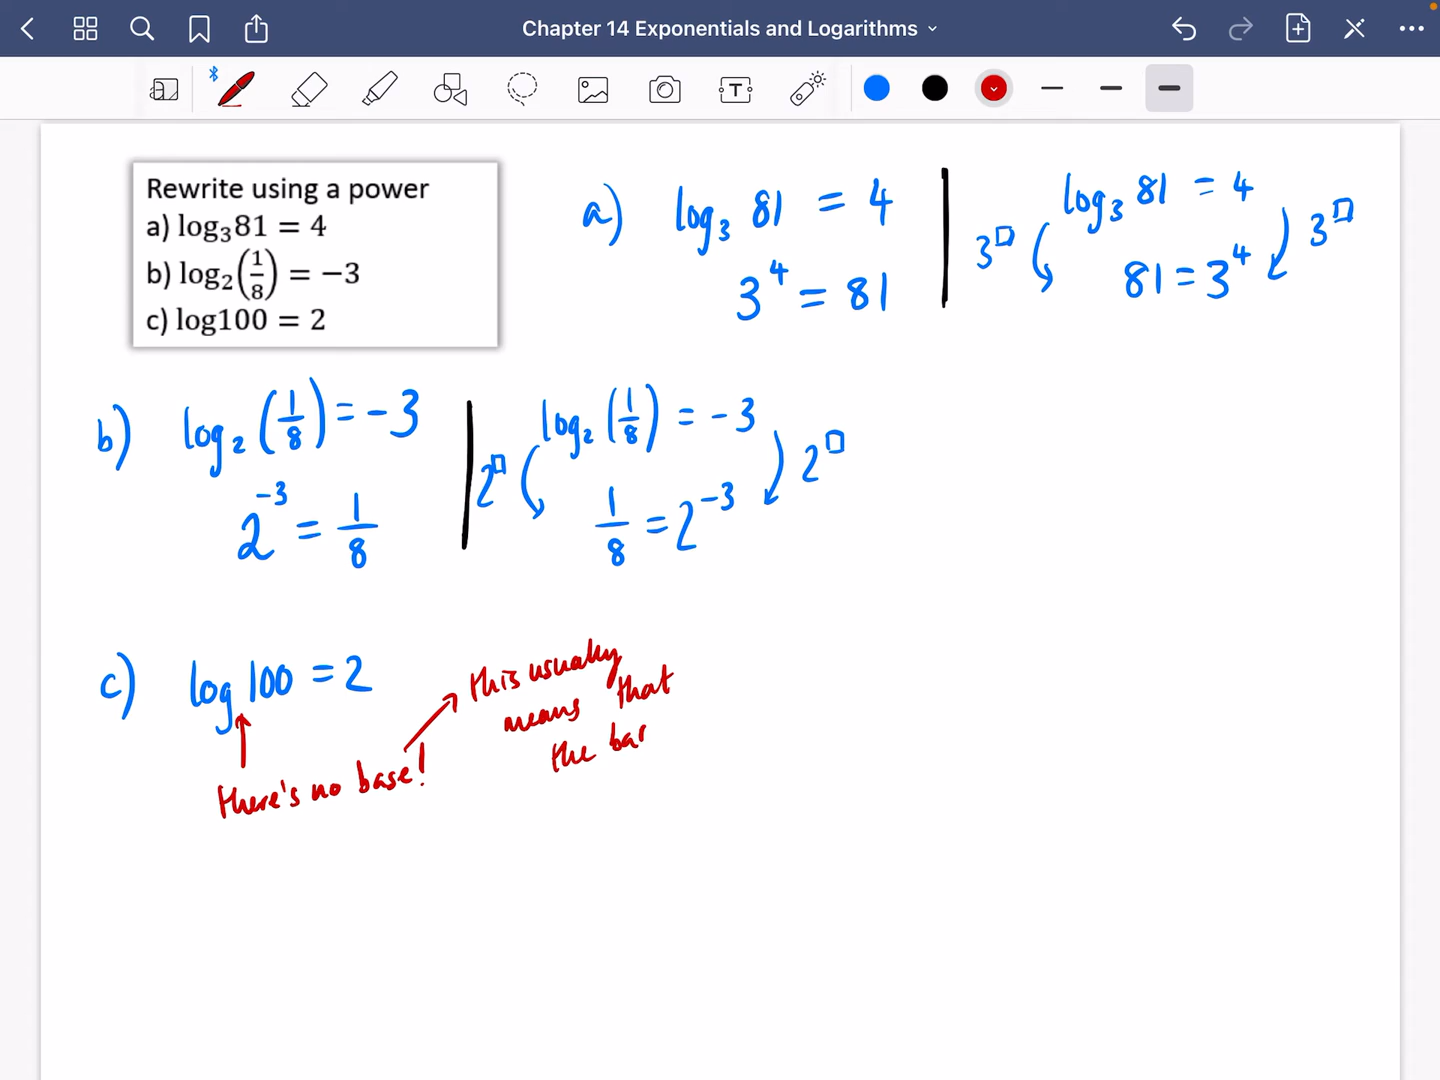 Chapter 14 Exponentials and Logarithms
T
Rewrite using a power
a) log₃81 = 4
b) log₂(1/8) = −3
c) log100 = 2
a) log₃ 81 = 4
3⁴ = 81
log₃ 81 = 4
3□ 3□
81 = 3⁴
b) log₂ (1/8) = -3
2⁻³ = 1/8
log₂ (1/8) = -3
2□ 2□
1/8 = 2⁻³
c) log 100 = 2
there's no base!
this usually
means that
the bar